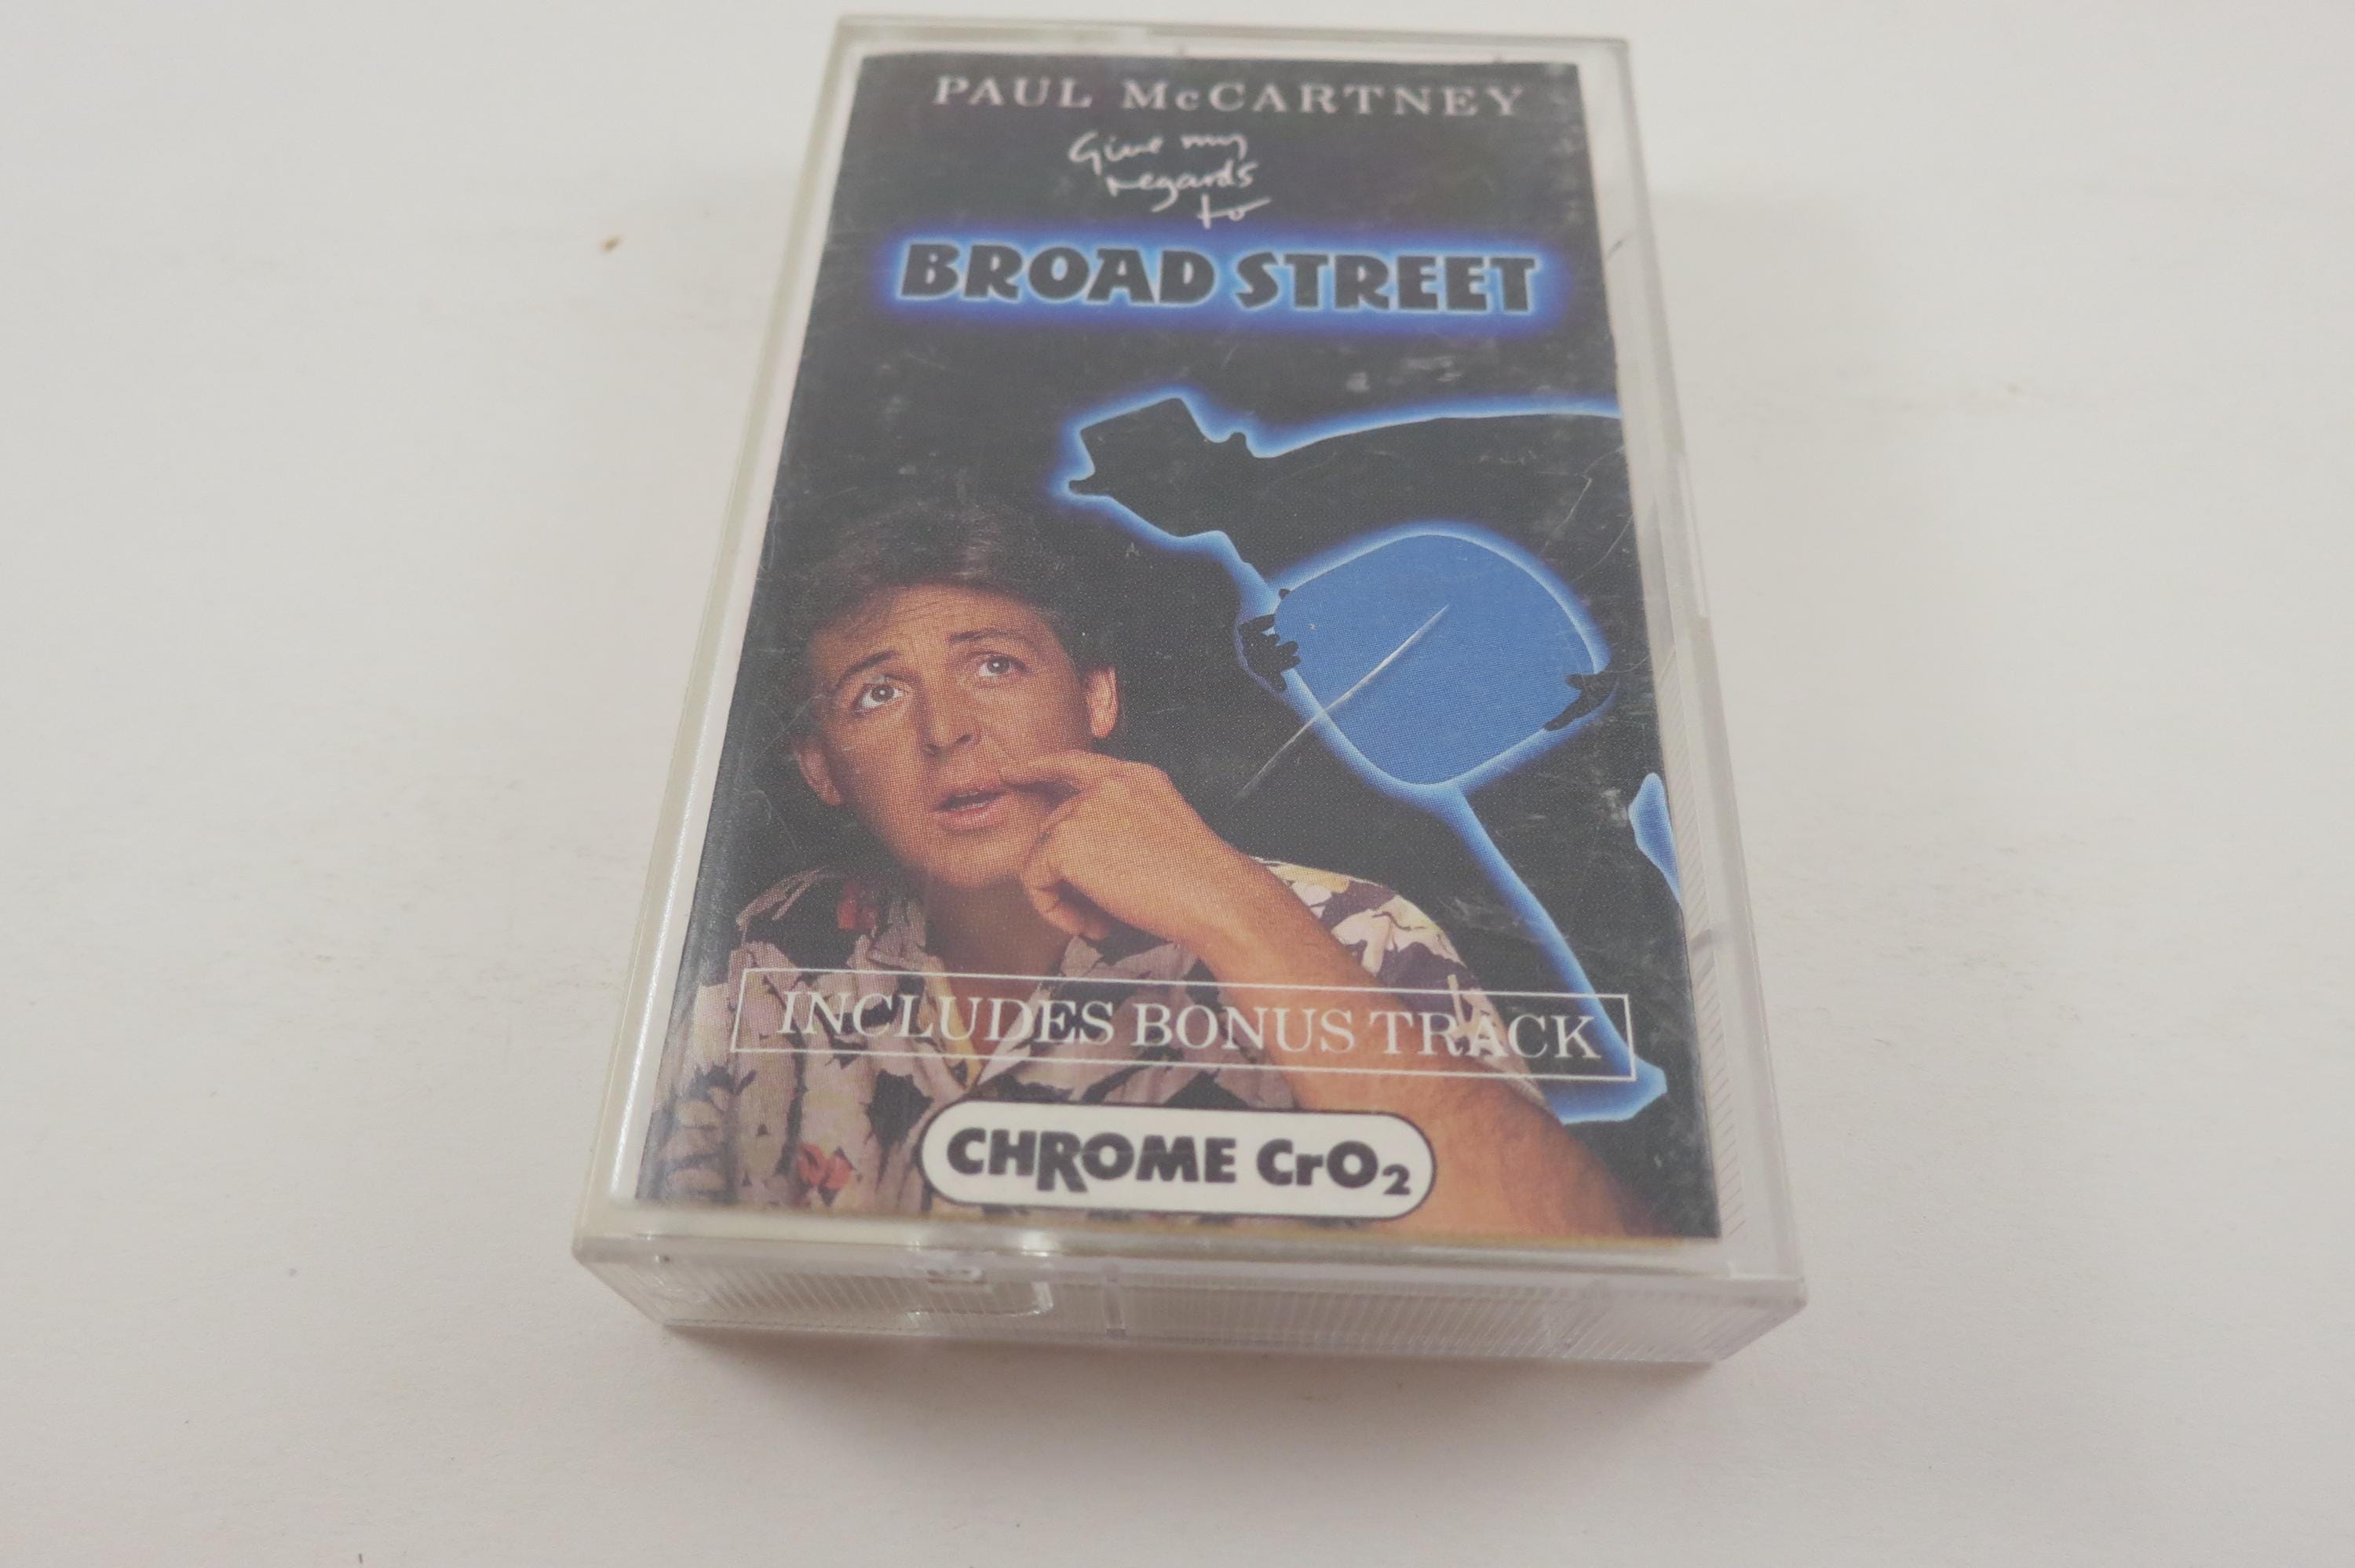 PAUL McCARTNEY
Give my
regards
to
BROAD STREET
INCLUDES BONUS TRACK
CHROME CrO₂